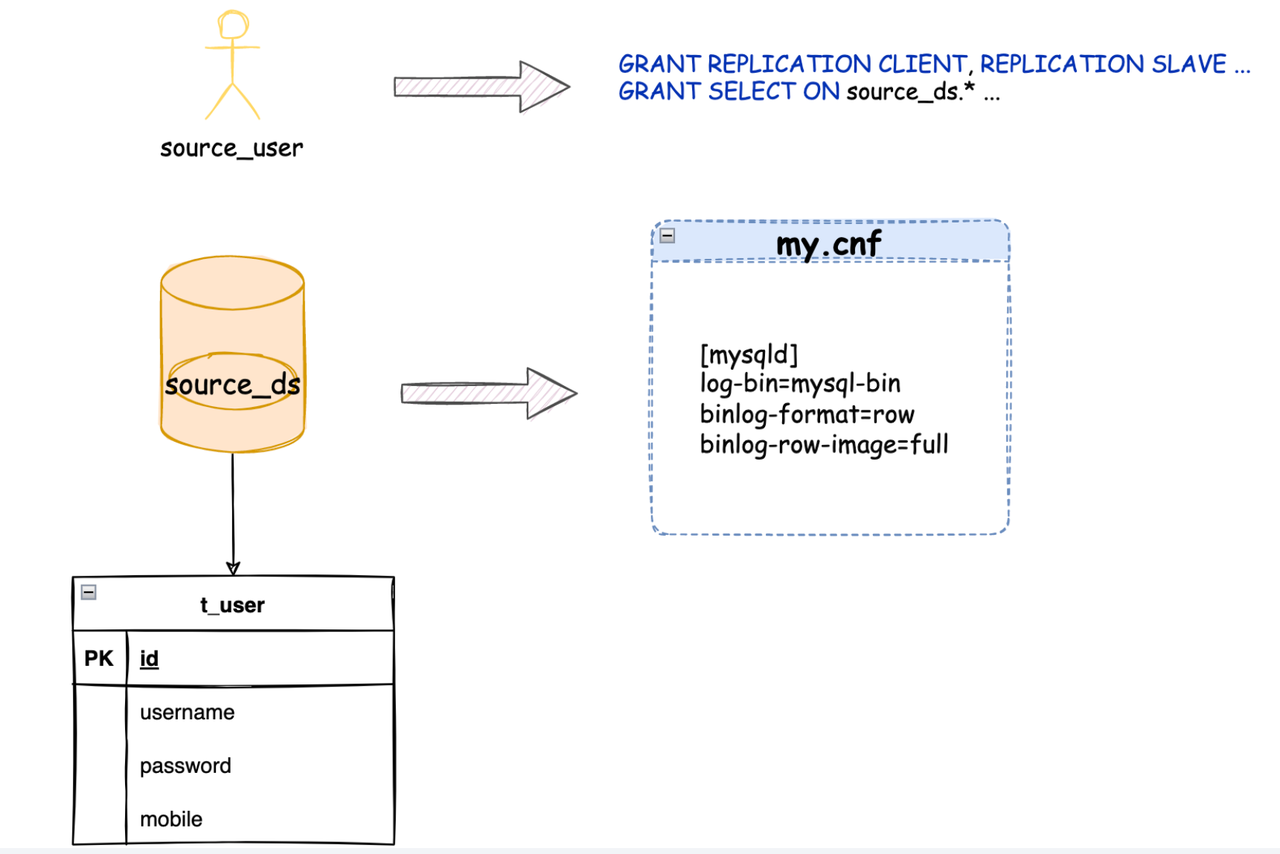 GRANT REPLICATION CLIENT, REPLICATION SLAVE ...
GRANT SELECT ON source_ds.* ...
source_user
my.cnf
[mysqld]
log-bin=mysql-bin
binlog-format=row
binlog-row-image=full
source_ds
t_user
PK id
username
password
mobile